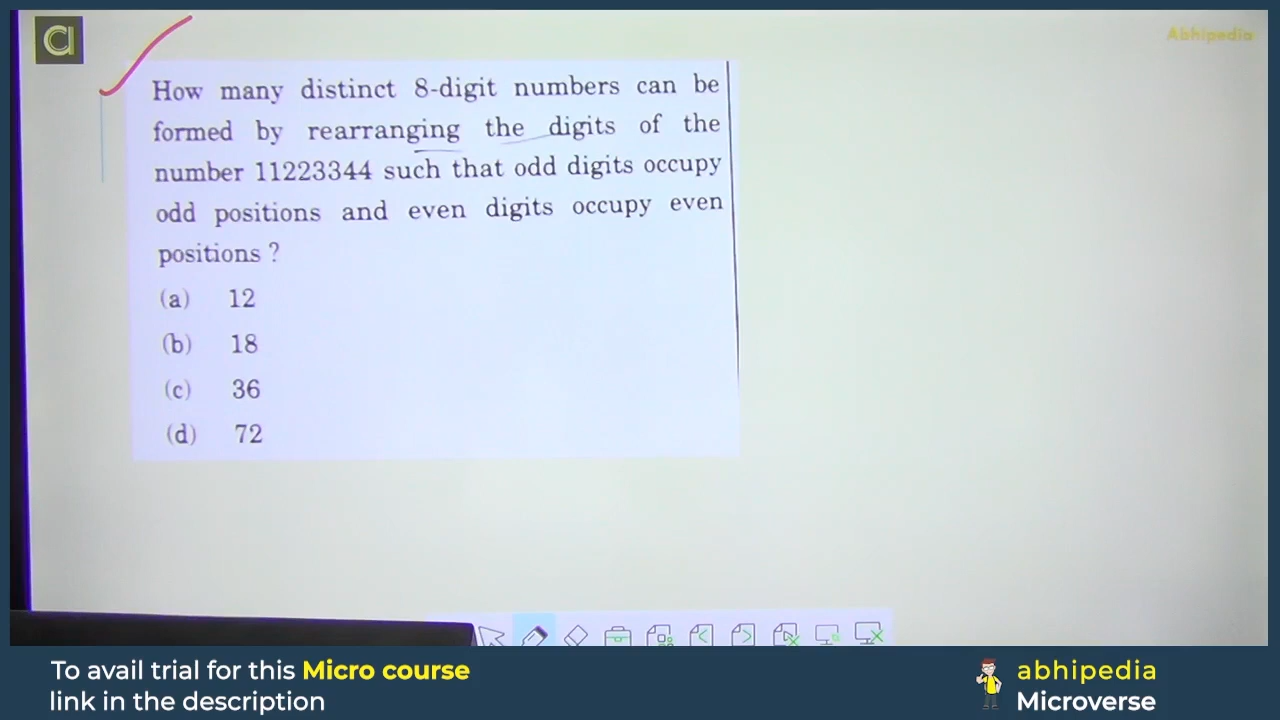 Abhipedia
How many distinct 8-digit numbers can be
formed by rearranging the digits of the
number 11223344 such that odd digits occupy
odd positions and even digits occupy even
positions ?
(a) 12
(b) 18
(c) 36
(d) 72
To avail trial for this Micro course
link in the description
abhipedia
Microverse